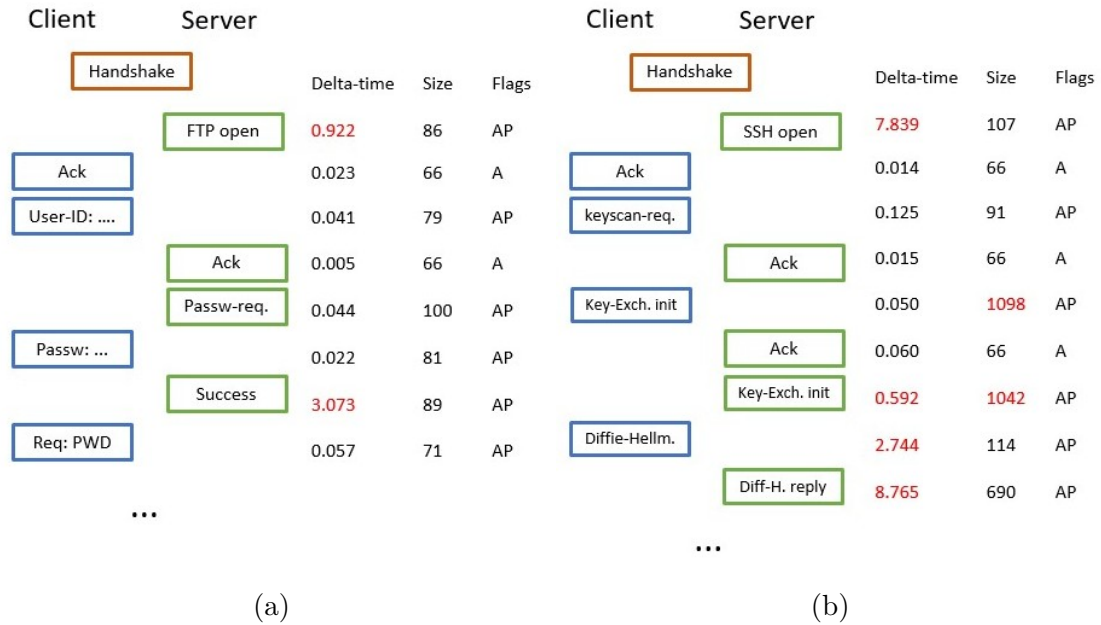 Client Server
Handshake
Delta-time Size Flags
FTP open 0.922 86 AP
Ack 0.023 66 A
User-ID: .... 0.041 79 AP
Ack 0.005 66 A
Passw-req. 0.044 100 AP
Passw: ... 0.022 81 AP
Success 3.073 89 AP
Req: PWD 0.057 71 AP
...
(a)
Client Server
Handshake
Delta-time Size Flags
SSH open 7.839 107 AP
Ack 0.014 66 A
keyscan-req. 0.125 91 AP
Ack 0.015 66 A
Key-Exch. init 0.050 1098 AP
Ack 0.060 66 A
Key-Exch. init 0.592 1042 AP
Diffie-Hellm. 2.744 114 AP
Diff-H. reply 8.765 690 AP
...
(b)